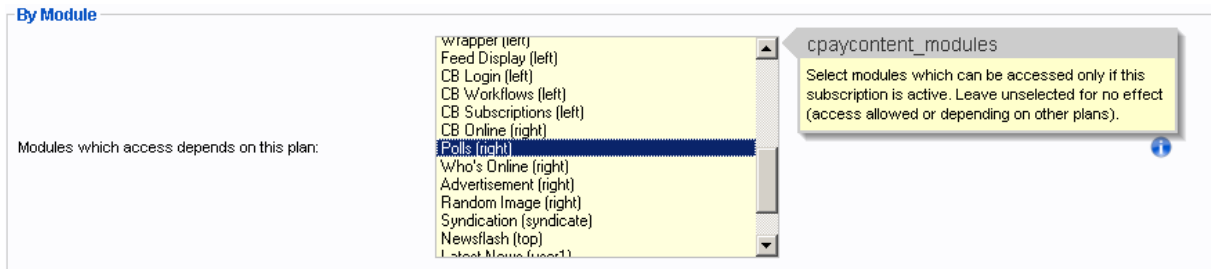 By Module
Modules which access depends on this plan:
Wrapper (left)
Feed Display (left)
CB Login (left)
CB Workflows (left)
CB Subscriptions (left)
CB Online (right)
Polls (right)
Who's Online (right)
Advertisement (right)
Random Image (right)
Syndication (syndicate)
Newsflash (top)
Latest News (user1)
cpaycontent_modules
Select modules which can be accessed only if this
subscription is active. Leave unselected for no effect
(access allowed or depending on other plans).